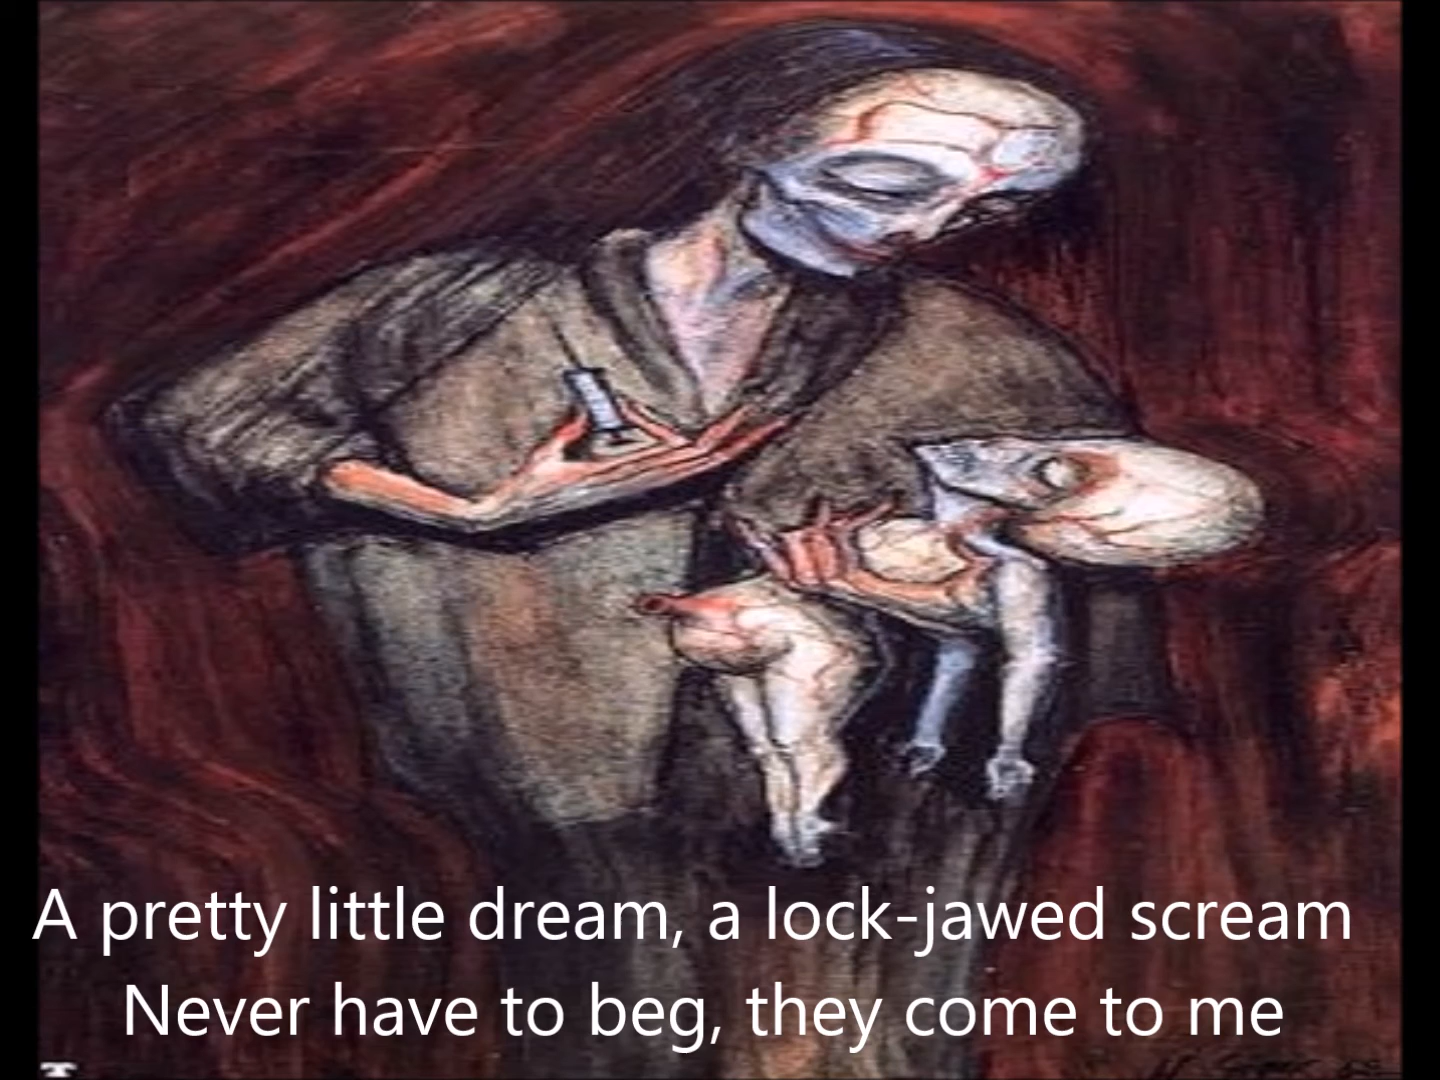 A pretty little dream, a lock-jawed scream
Never have to beg, they come to me